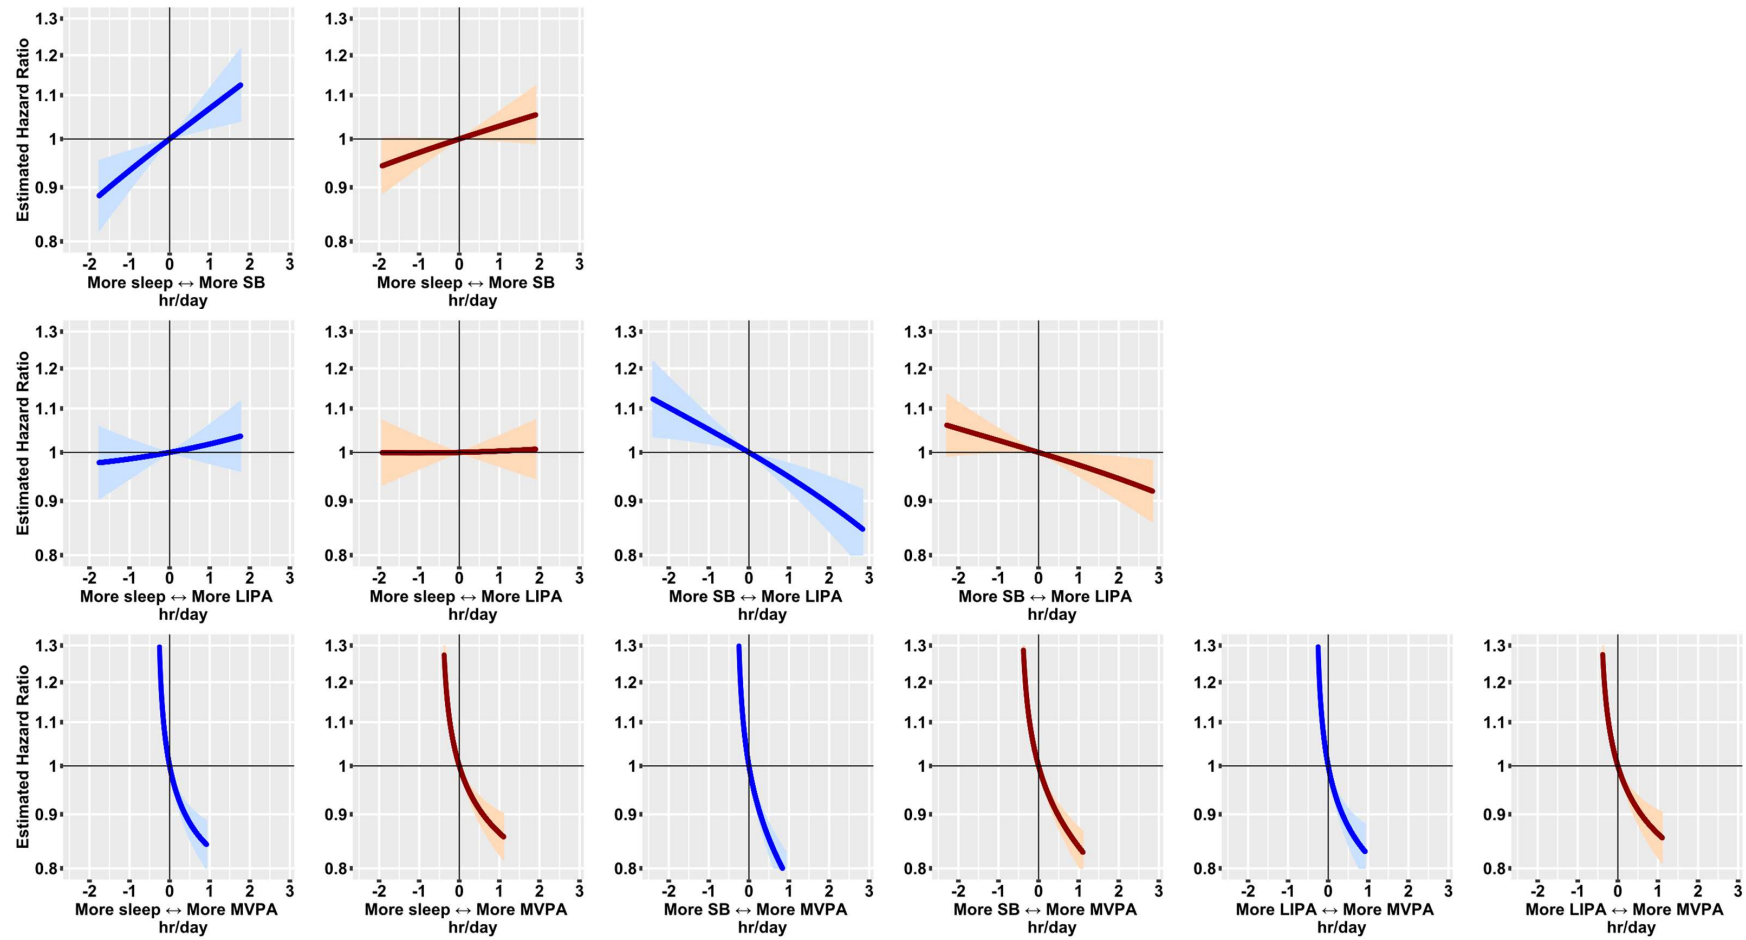 1.3
1.2
1.1
1
0.9
0.8
Estimated Hazard Ratio
-2 -1 0 1 2 3
More sleep ↔ More SB
hr/day
1.3
1.2
1.1
1
0.9
0.8
-2 -1 0 1 2 3
More sleep ↔ More SB
hr/day
1.3
1.2
1.1
1
0.9
0.8
Estimated Hazard Ratio
-2 -1 0 1 2 3
More sleep ↔ More LIPA
hr/day
1.3
1.2
1.1
1
0.9
0.8
-2 -1 0 1 2 3
More sleep ↔ More LIPA
hr/day
1.3
1.2
1.1
1
0.9
0.8
-2 -1 0 1 2 3
More SB ↔ More LIPA
hr/day
1.3
1.2
1.1
1
0.9
0.8
-2 -1 0 1 2 3
More SB ↔ More LIPA
hr/day
1.3
1.2
1.1
1
0.9
0.8
Estimated Hazard Ratio
-2 -1 0 1 2 3
More sleep ↔ More MVPA
hr/day
1.3
1.2
1.1
1
0.9
0.8
-2 -1 0 1 2 3
More sleep ↔ More MVPA
hr/day
1.3
1.2
1.1
1
0.9
0.8
-2 -1 0 1 2 3
More SB ↔ More MVPA
hr/day
1.3
1.2
1.1
1
0.9
0.8
-2 -1 0 1 2 3
More SB ↔ More MVPA
hr/day
1.3
1.2
1.1
1
0.9
0.8
-2 -1 0 1 2 3
More LIPA ↔ More MVPA
hr/day
1.3
1.2
1.1
1
0.9
0.8
-2 -1 0 1 2 3
More LIPA ↔ More MVPA
hr/day